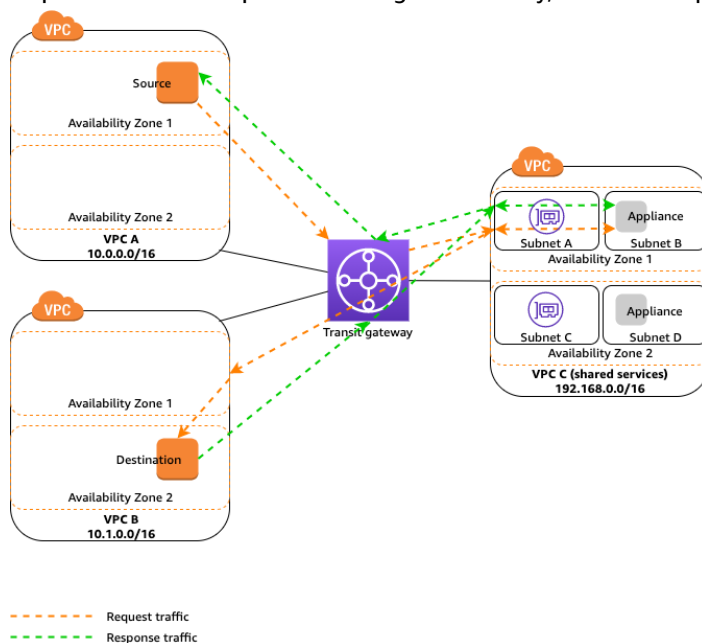 VPC
Source
Availability Zone 1
Availability Zone 2
VPC A
10.0.0.0/16
VPC
Appliance
Subnet A
Subnet B
Availability Zone 1
Appliance
Subnet C
Subnet D
Availability Zone 2
VPC C (shared services)
192.168.0.0/16
Transit gateway
VPC
Availability Zone 1
Destination
Availability Zone 2
VPC B
10.1.0.0/16
Request traffic
Response traffic